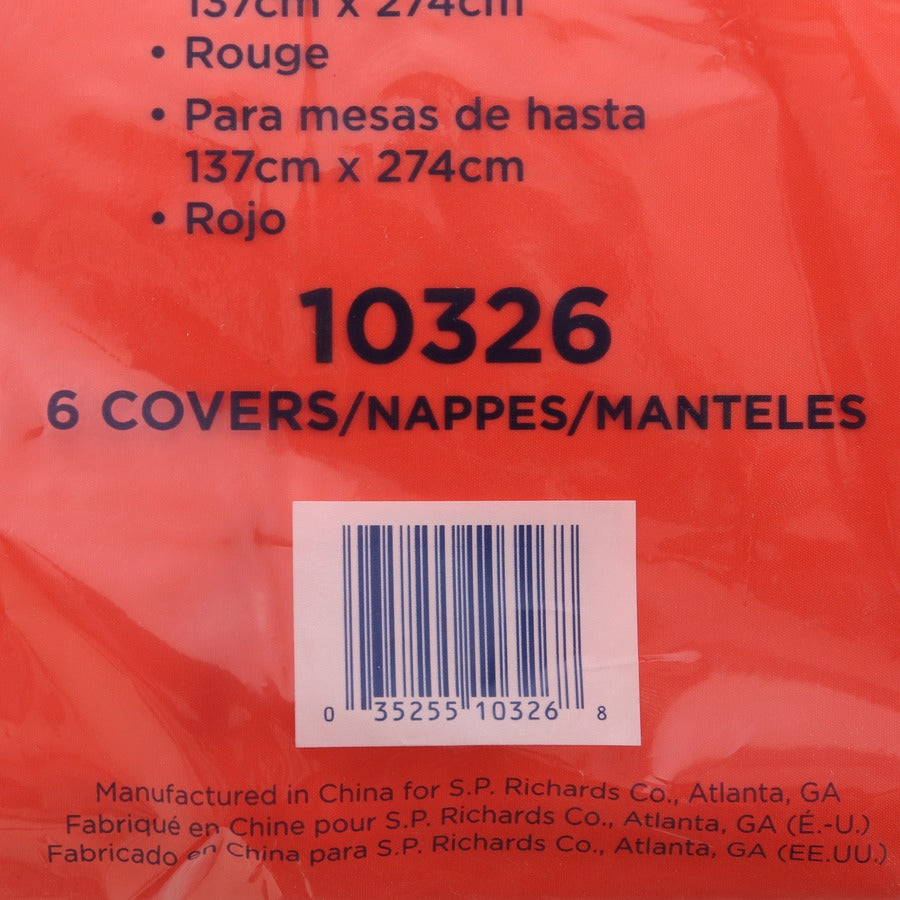 137cm x 274cm
• Rouge
• Para mesas de hasta
137cm x 274cm
• Rojo
10326
6 COVERS/NAPPES/MANTELES
0 35255 10326 8
Manufactured in China for S.P. Richards Co., Atlanta, GA
Fabriqué en Chine pour S.P. Richards Co., Atlanta, GA (É.-U.)
Fabricado en China para S.P. Richards Co., Atlanta, GA (EE.UU.)